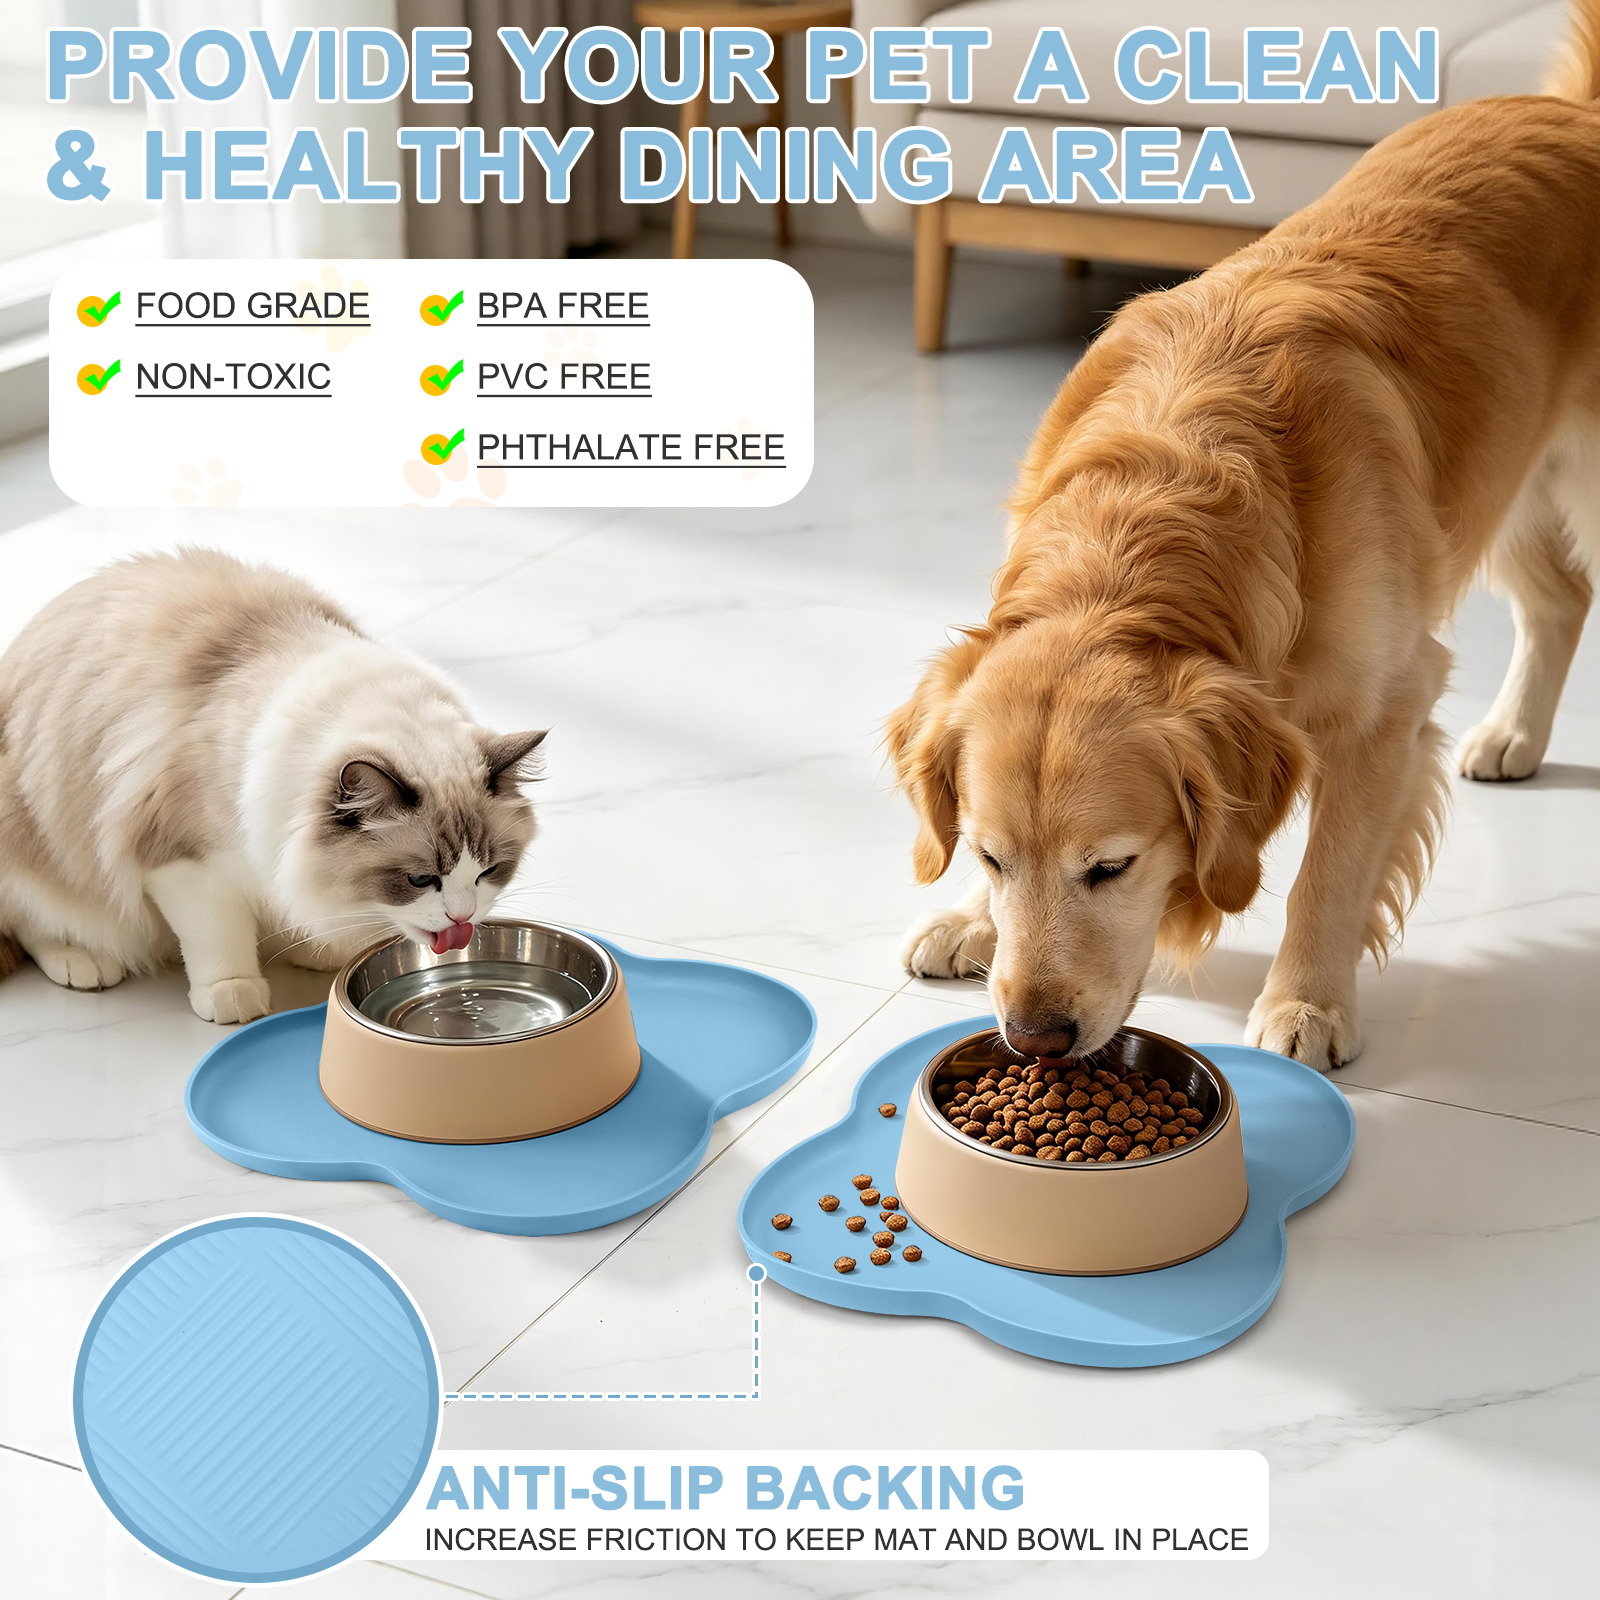 PROVIDE YOUR PET A CLEAN
& HEALTHY DINING AREA
FOOD GRADE
NON-TOXIC
BPA FREE
PVC FREE
PHTHALATE FREE
ANTI-SLIP BACKING
INCREASE FRICTION TO KEEP MAT AND BOWL IN PLACE